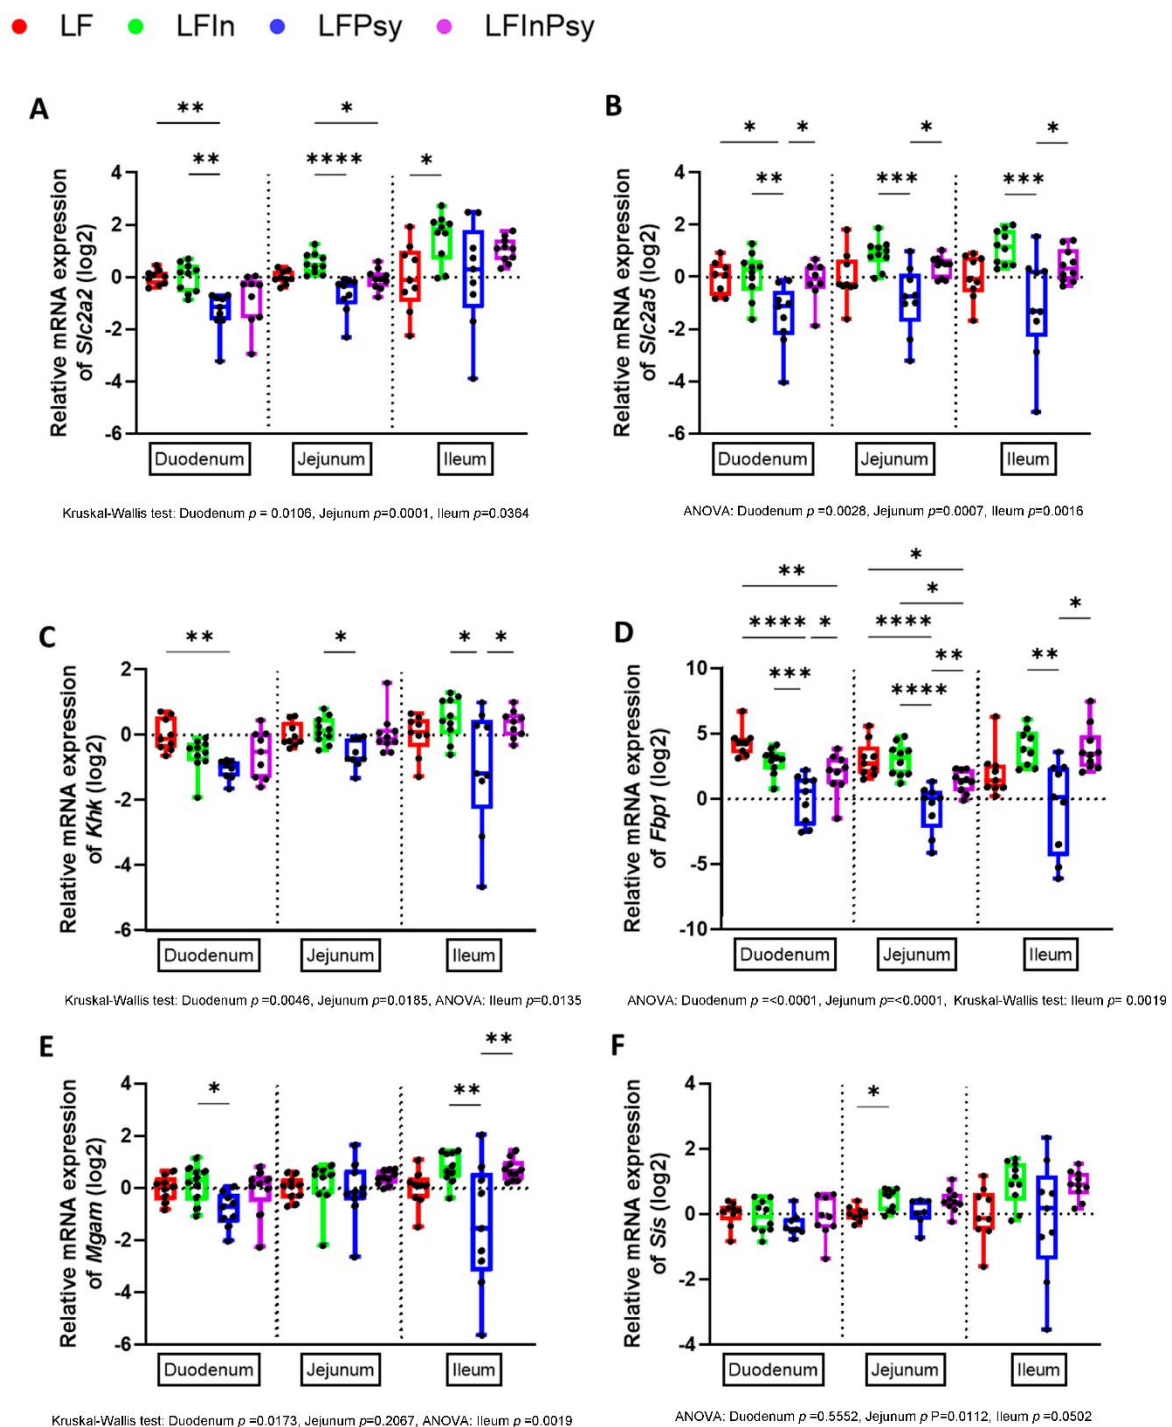 LF LFIn LFPsy LFInPsy
A
** *
** **** *
Relative mRNA expression
of Slc2a2 (log2)
4
2
0
-2
-4
-6
Duodenum Jejunum Ileum
Kruskal-Wallis test: Duodenum p = 0.0106, Jejunum p=0.0001, Ileum p=0.0364
B
* * * *
** *** ***
Relative mRNA expression
of Slc2a5 (log2)
4
2
0
-2
-4
-6
Duodenum Jejunum Ileum
ANOVA: Duodenum p =0.0028, Jejunum p=0.0007, Ileum p=0.0016
C
** * * *
Relative mRNA expression
of Khk (log2)
2
0
-2
-4
-6
Duodenum Jejunum Ileum
Kruskal-Wallis test: Duodenum p =0.0046, Jejunum p=0.0185, ANOVA: Ileum p=0.0135
D
*
** *
*
**** * ****
** **
*** ****
Relative mRNA expression
of Fbp1 (log2)
10
5
0
-5
-10
Duodenum Jejunum Ileum
ANOVA: Duodenum p =<0.0001, Jejunum p=<0.0001, Kruskal-Wallis test: Ileum p= 0.0019
E
**
* **
Relative mRNA expression
of Mgam (log2)
4
2
0
-2
-4
-6
Duodenum Jejunum Ileum
Kruskal-Wallis test: Duodenum p =0.0173, Jejunum p=0.2067, ANOVA: Ileum p =0.0019
F
*
Relative mRNA expression
of Sis (log2)
4
2
0
-2
-4
Duodenum Jejunum Ileum
ANOVA: Duodenum p =0.5552, Jejunum p P=0.0112, Ileum p =0.0502